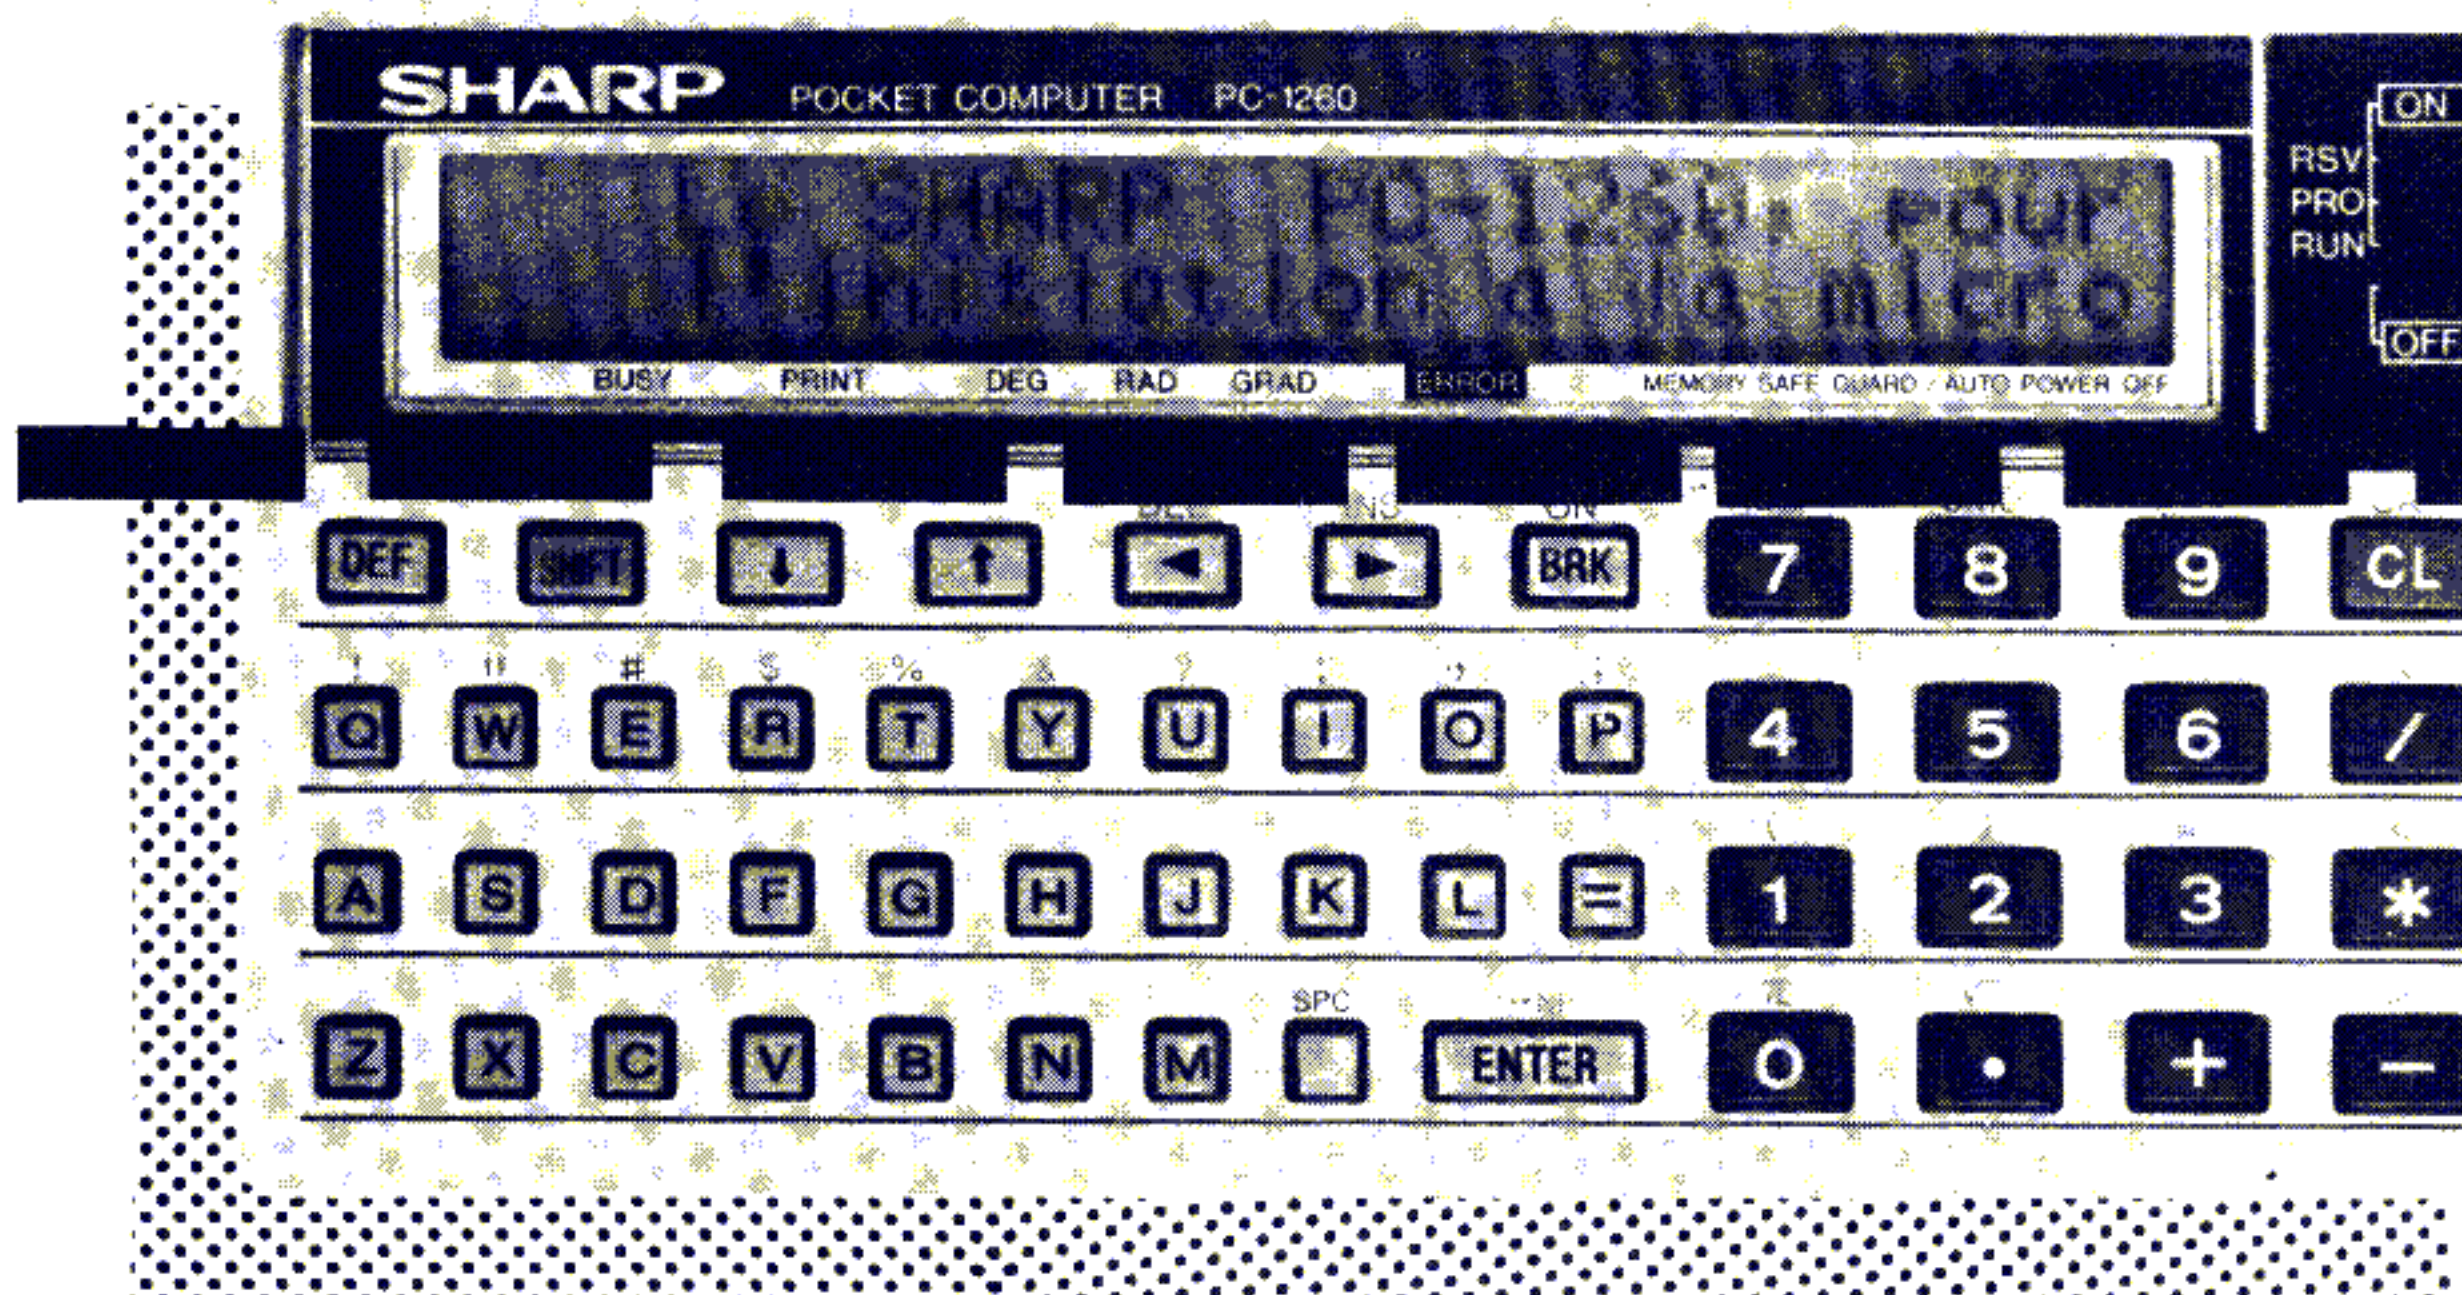 SHARP POCKET COMPUTER PC-1260
ON
RSV
PRO
RUN
OFF
SHARP PC-1260. Pour
initiation a la micro
BUSY PRINT DEG RAD GRAD ERROR MEMORY SAFE GUARD / AUTO POWER OFF
INS
DEF SHIFT ↓ ↑ ◀ ▶ BRK 7 8 9 CL
! " # $ % & ? : , ;
Q W E R T Y U I O P 4 5 6 /
A S D F G H J K L = 1 2 3 *
SPC π √
Z X C V B N M ENTER 0 . + -